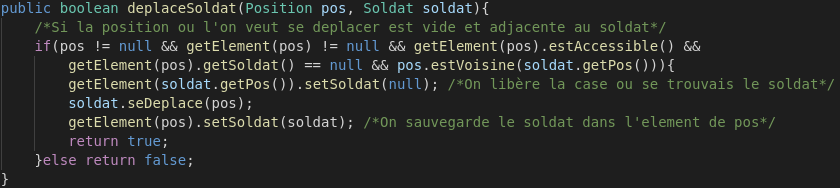 public boolean deplaceSoldat(Position pos, Soldat soldat){
/*Si la position ou l'on veut se deplacer est vide et adjacente au soldat*/
if(pos != null && getElement(pos) != null && getElement(pos).estAccessible() &&
getElement(pos).getSoldat() == null && pos.estVoisine(soldat.getPos())){
getElement(soldat.getPos()).setSoldat(null); /*On libère la case ou se trouvais le soldat*/
soldat.seDeplace(pos);
getElement(pos).setSoldat(soldat); /*On sauvegarde le soldat dans l'element de pos*/
return true;
}else return false;
}